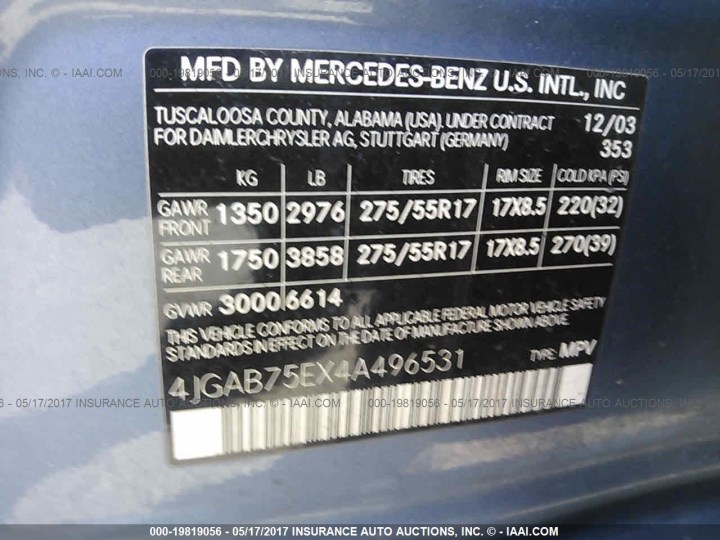 MFD BY MERCEDES-BENZ U.S. INTL., INC
TUSCALOOSA COUNTY, ALABAMA (USA), UNDER CONTRACT 12/03
FOR DAIMLERCHRYSLER AG, STUTTGART (GERMANY) 353
KG LB TIRES RIM SIZE COLD KPA (PSI)
GAWR FRONT 1350 2976 275/55R17 17X8.5 220(32)
GAWR REAR 1750 3858 275/55R17 17X8.5 270(39)
GVWR 3000 6614
THIS VEHICLE CONFORMS TO ALL APPLICABLE FEDERAL MOTOR VEHICLE SAFETY
STANDARDS IN EFFECT ON THE DATE OF MANUFACTURE SHOWN ABOVE.
4JGAB75EX4A496531 TYPE: MPV
000-19819056 - 05/17/2017 INSURANCE AUTO AUCTIONS, INC. - © IAAI.COM